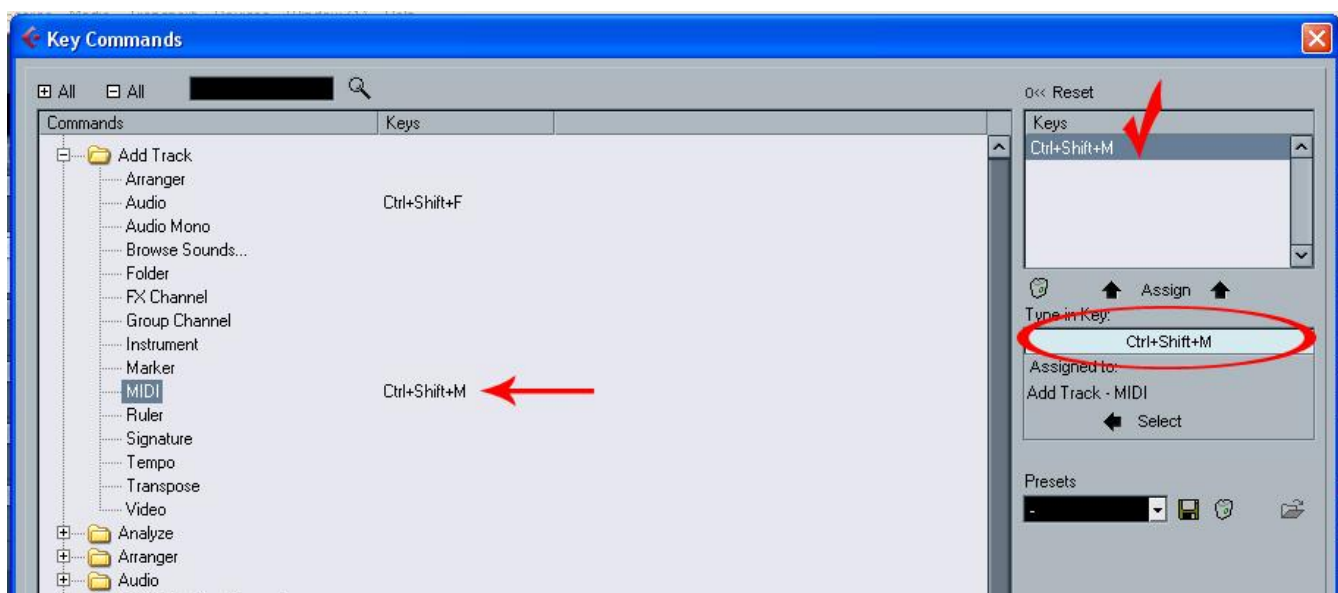 Key Commands
All All
0<< Reset
Commands Keys
Keys
Add Track
Ctrl+Shift+M
Arranger
Audio Ctrl+Shift+F
Audio Mono
Browse Sounds...
Folder
FX Channel
Assign
Group Channel
Type in Key:
Instrument
Ctrl+Shift+M
Marker
Assigned to:
MIDI Ctrl+Shift+M
Add Track - MIDI
Ruler
Select
Signature
Tempo
Transpose
Presets
Video
-
Analyze
Arranger
Audio